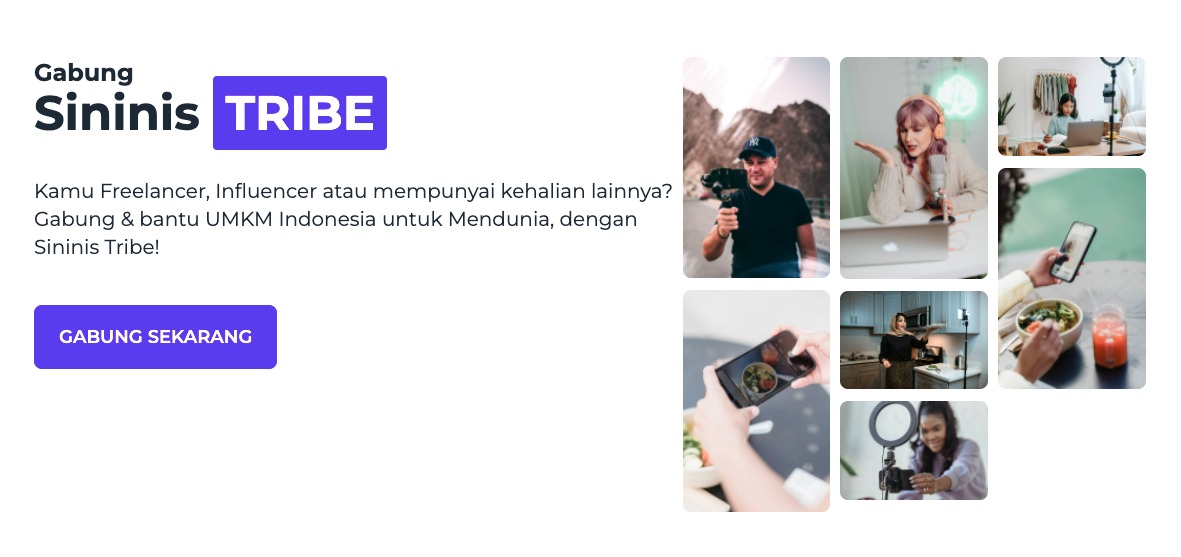 Gabung
Sininis TRIBE
Kamu Freelancer, Influencer atau mempunyai kehalian lainnya?
Gabung & bantu UMKM Indonesia untuk Mendunia, dengan
Sininis Tribe!
GABUNG SEKARANG